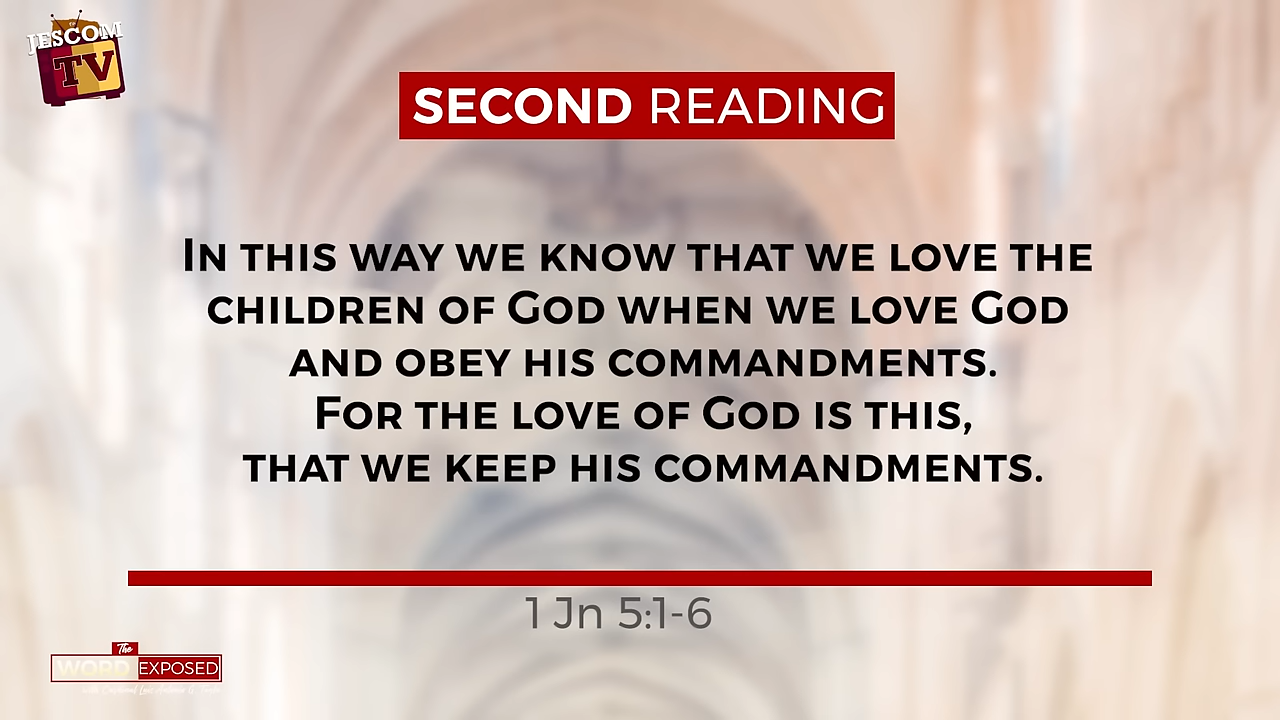 JESCOM
TV
SECOND READING
IN THIS WAY WE KNOW THAT WE LOVE THE
CHILDREN OF GOD WHEN WE LOVE GOD
AND OBEY HIS COMMANDMENTS.
FOR THE LOVE OF GOD IS THIS,
THAT WE KEEP HIS COMMANDMENTS.
1 Jn 5:1-6
The
WORD EXPOSED